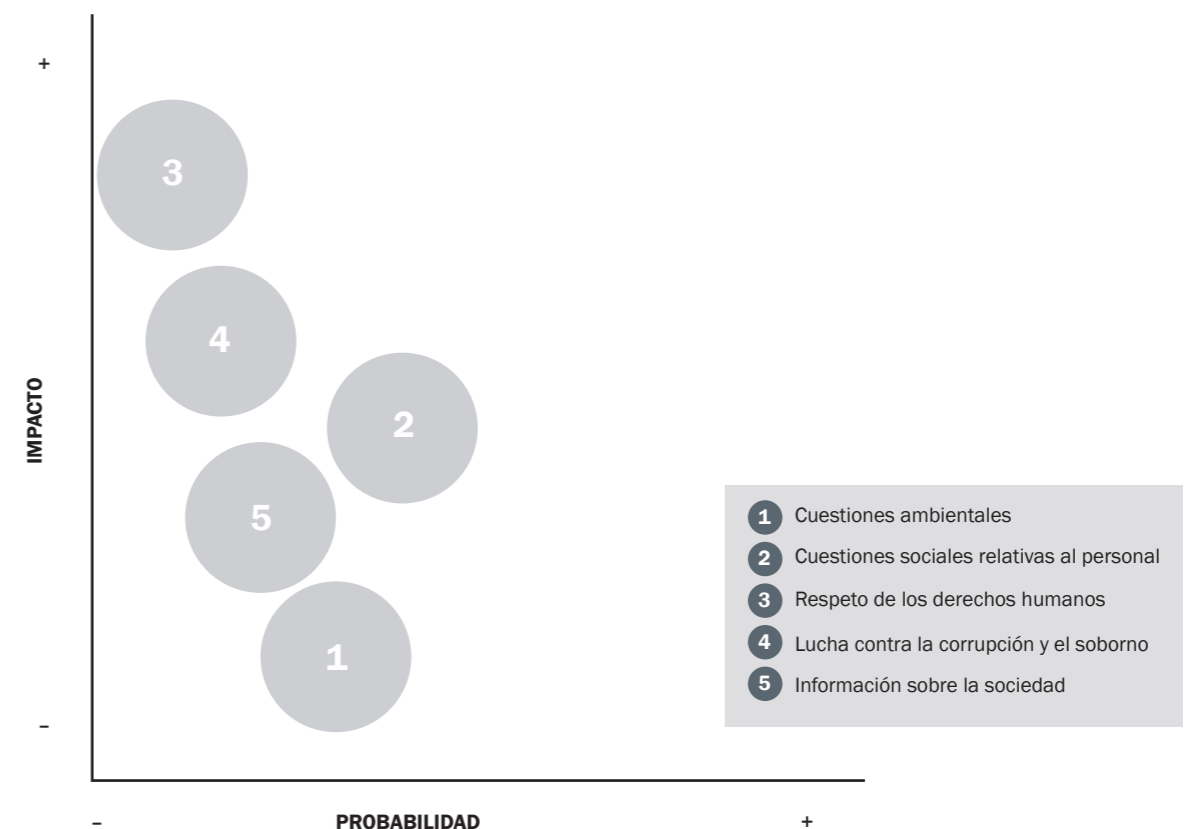 +
3
4
2
IMPACTO
5
1
–
1 Cuestiones ambientales
2 Cuestiones sociales relativas al personal
3 Respeto de los derechos humanos
4 Lucha contra la corrupción y el soborno
5 Información sobre la sociedad
– PROBABILIDAD +